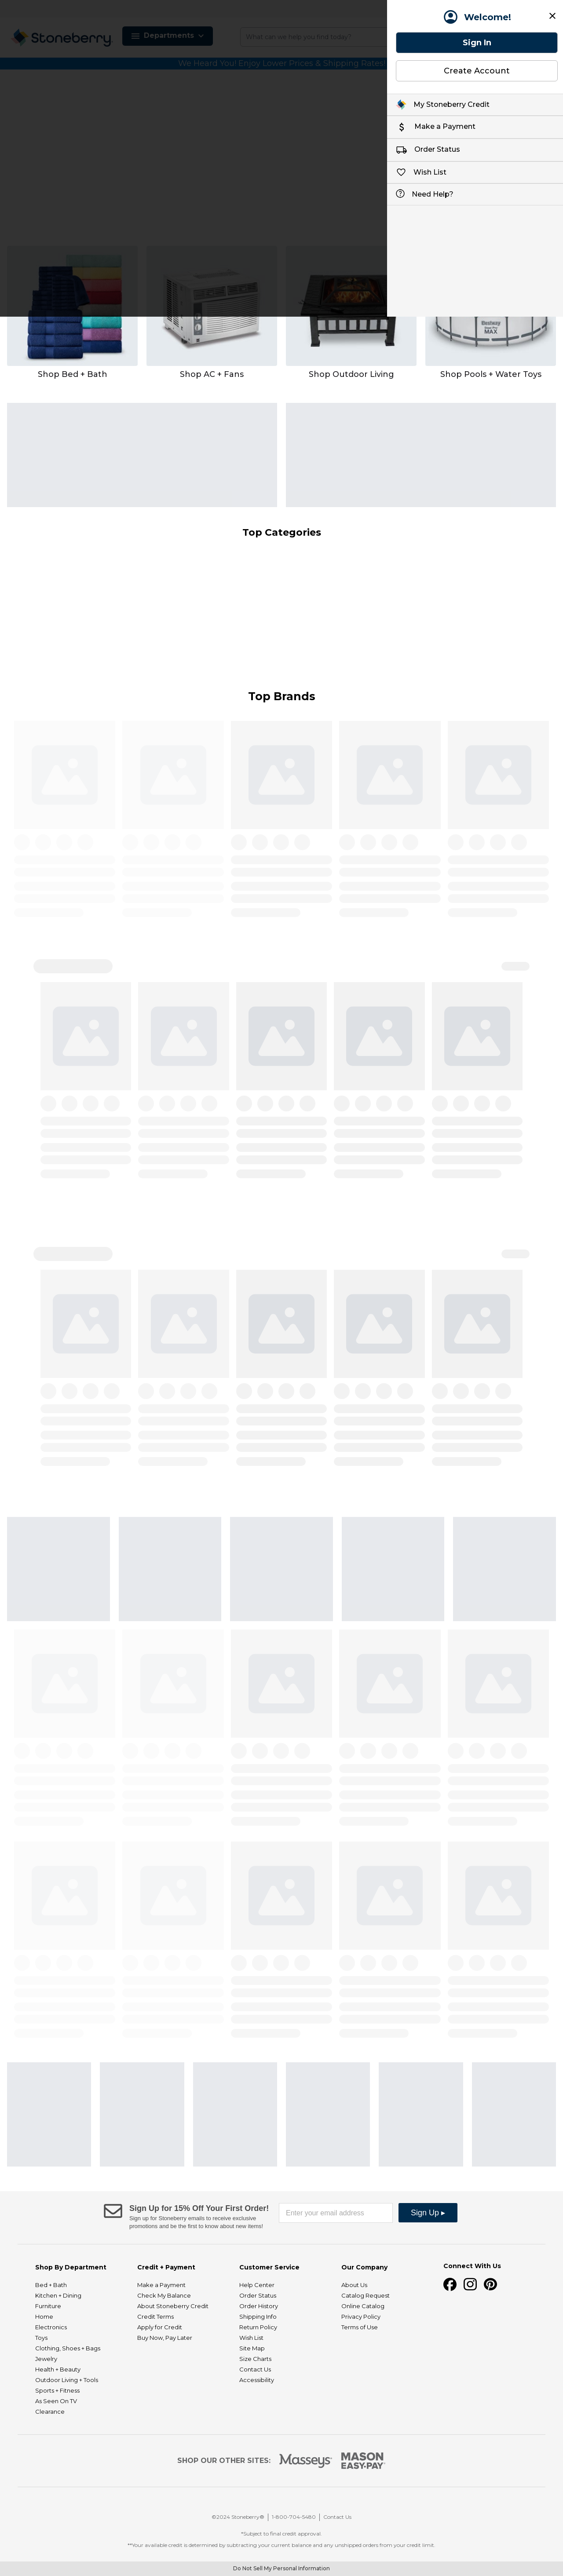 Welcome!
Sign In
Create Account
My Stoneberry Credit
Make a Payment
Order Status
Wish List
Need Help?
Stoneberry
Departments
What can we help you find today?
We Heard You! Enjoy Lower Prices & Shipping Rates!
Shop Bed + Bath
Shop AC + Fans
Shop Outdoor Living
Bestway
MAX
Shop Pools + Water Toys
Top Categories
Top Brands
Sign Up for 15% Off Your First Order!
Sign up for Stoneberry emails to receive exclusive
promotions and be the first to know about new items!
Enter your email address
Sign Up ▸
Shop By Department
Bed + Bath
Kitchen + Dining
Furniture
Home
Electronics
Toys
Clothing, Shoes + Bags
Jewelry
Health + Beauty
Outdoor Living + Tools
Sports + Fitness
As Seen On TV
Clearance
Credit + Payment
Make a Payment
Check My Balance
About Stoneberry Credit
Credit Terms
Apply for Credit
Buy Now, Pay Later
Customer Service
Help Center
Order Status
Order History
Shipping Info
Return Policy
Wish List
Site Map
Size Charts
Contact Us
Accessibility
Our Company
About Us
Catalog Request
Online Catalog
Privacy Policy
Terms of Use
Connect With Us
SHOP OUR OTHER SITES:
Masseys
MASON
EASY-PAY
©2024 Stoneberry® | 1-800-704-5480 | Contact Us
*Subject to final credit approval.
**Your available credit is determined by subtracting your current balance and any unshipped orders from your credit limit.
Do Not Sell My Personal Information